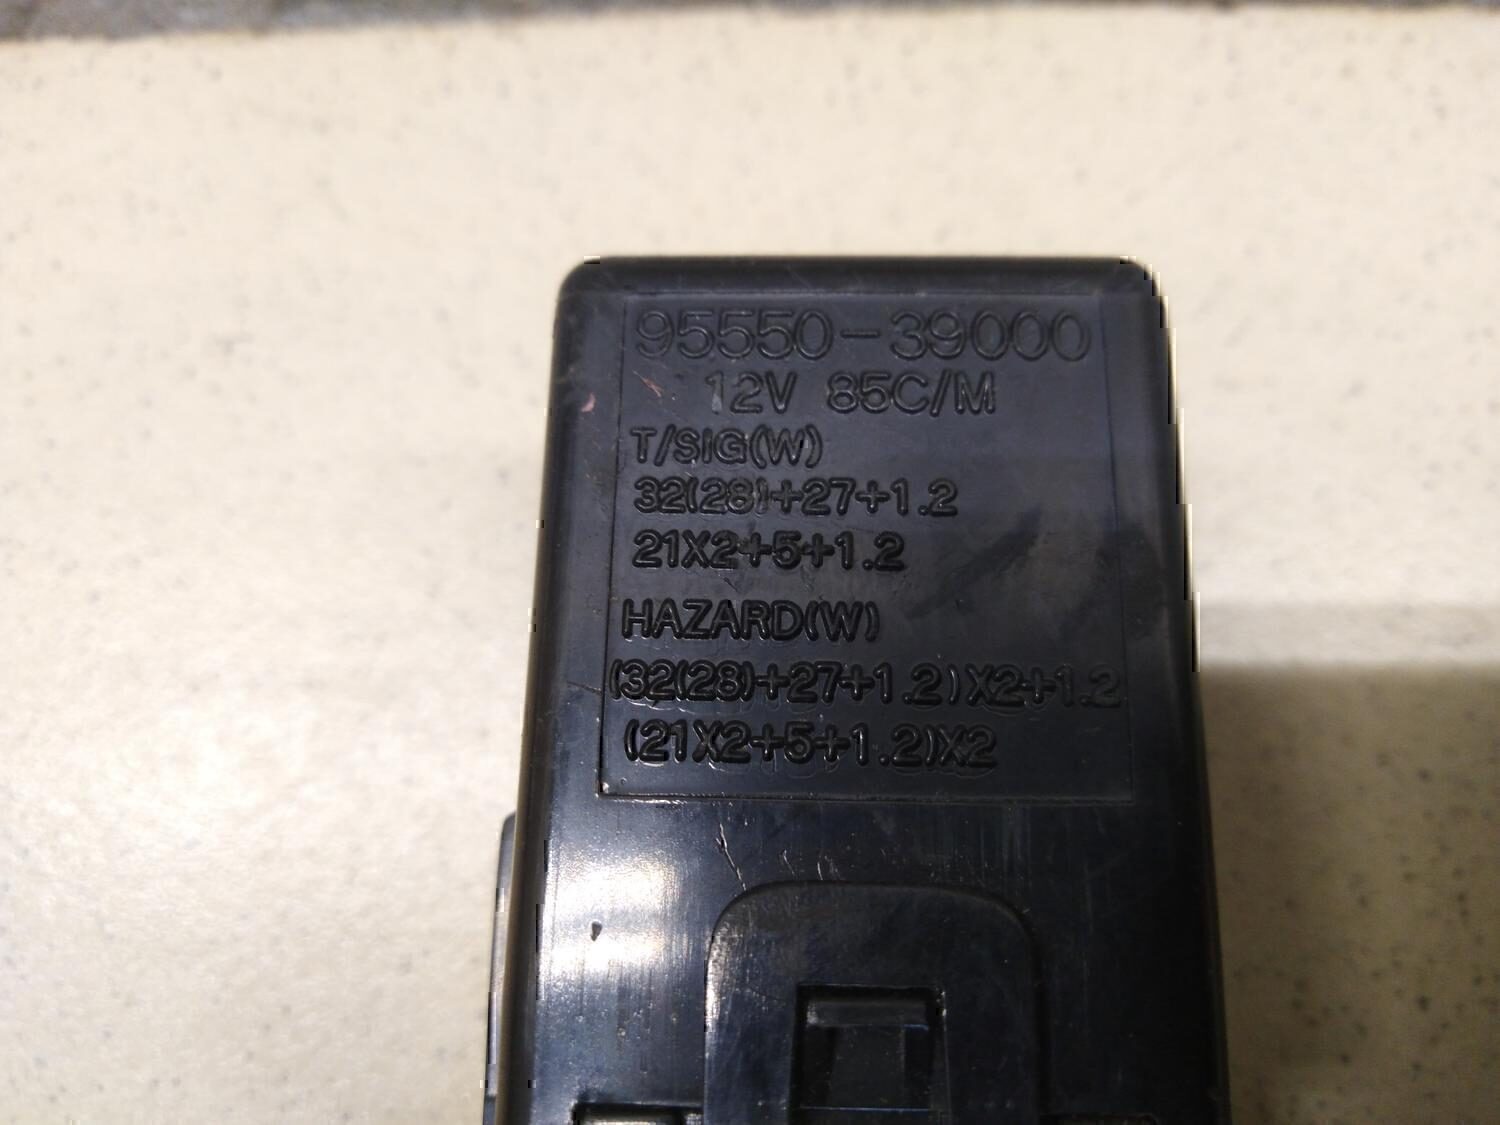 95550-39000
12V 85C/M
T/SIG(W)
32(28)+27+1.2
21X2+5+1.2
HAZARD(W)
(32(28)+27+1.2)X2+1.2
(21X2+5+1.2)X2